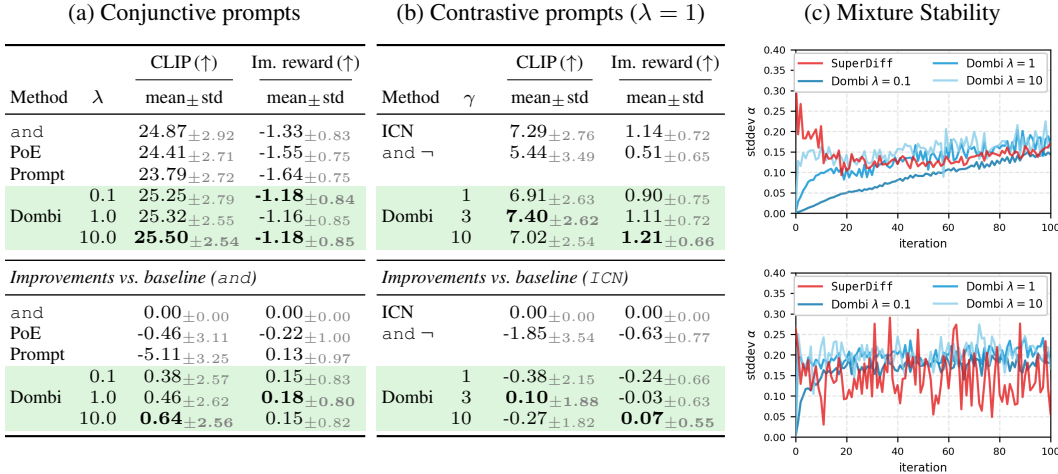 (a) Conjunctive prompts
CLIP (↑) Im. reward (↑)
Method λ mean± std mean± std
and 24.87±2.92 -1.33±0.83
PoE 24.41±2.71 -1.55±0.75
Prompt 23.79±2.72 -1.64±0.75
0.1 25.25±2.79 -1.18±0.84
Dombi 1.0 25.32±2.55 -1.16±0.85
10.0 25.50±2.54 -1.18±0.85
Improvements vs. baseline (and)
and 0.00±0.00 0.00±0.00
PoE -0.46±3.11 -0.22±1.00
Prompt -5.11±3.25 0.13±0.97
0.1 0.38±2.57 0.15±0.83
Dombi 1.0 0.46±2.62 0.18±0.80
10.0 0.64±2.56 0.15±0.82
(b) Contrastive prompts (λ = 1)
CLIP (↑) Im. reward (↑)
Method γ mean± std mean± std
ICN 7.29±2.76 1.14±0.72
and ¬ 5.44±3.49 0.51±0.65
1 6.91±2.63 0.90±0.75
Dombi 3 7.40±2.62 1.11±0.72
10 7.02±2.54 1.21±0.66
Improvements vs. baseline (ICN)
ICN 0.00±0.00 0.00±0.00
and ¬ -1.85±3.54 -0.63±0.77
1 -0.38±2.15 -0.24±0.66
Dombi 3 0.10±1.88 -0.03±0.63
10 -0.27±1.82 0.07±0.55
(c) Mixture Stability
SuperDiff Dombi λ = 1
Dombi λ = 0.1 Dombi λ = 10
stddev α
0.40
0.35
0.30
0.25
0.20
0.15
0.10
0.05
0.00
0 20 40 60 80 100
iteration
SuperDiff Dombi λ = 1
Dombi λ = 0.1 Dombi λ = 10
stddev α
0.40
0.35
0.30
0.25
0.20
0.15
0.10
0.05
0.00
0 20 40 60 80 100
iteration